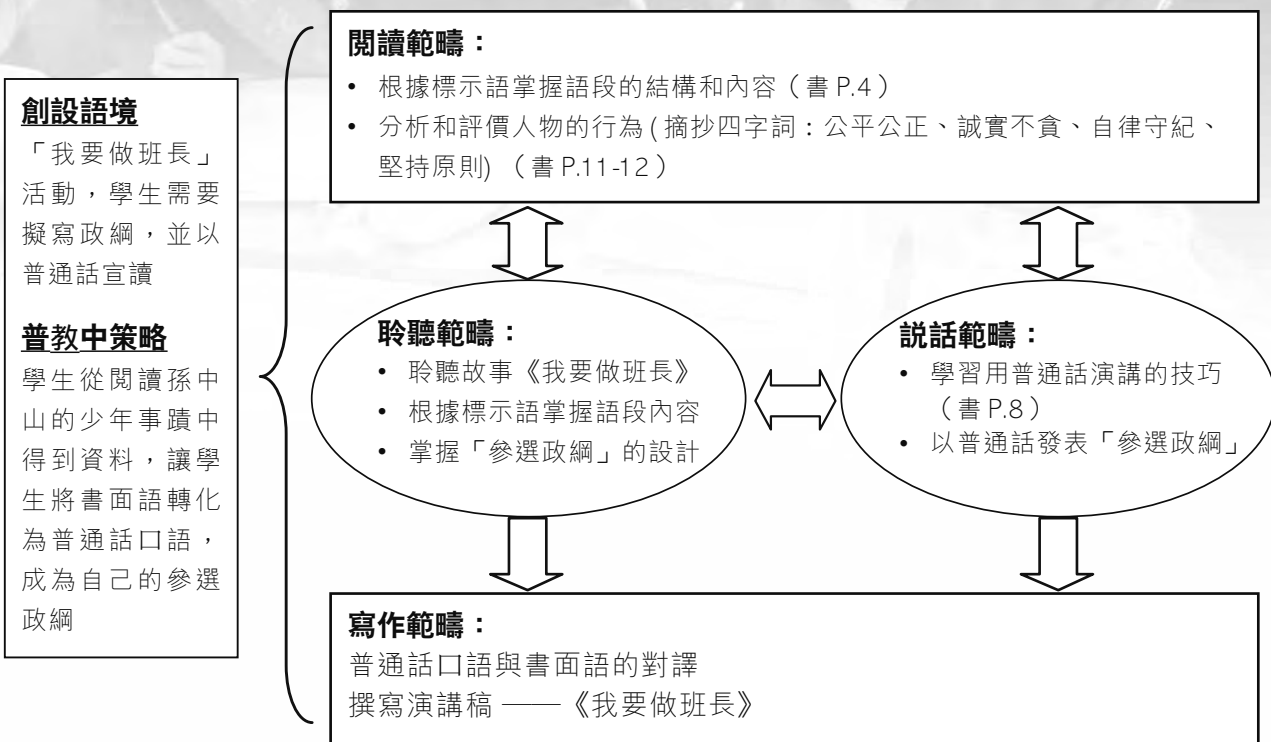 創設語境
「我要做班長」
活動，學生需要
擬寫政綱，並以
普通話宣讀
普教中策略
學生從閱讀孫中
山的少年事蹟中
得到資料，讓學
生將書面語轉化
為普通話口語，
成為自己的參選
政綱
閱讀範疇：
• 根據標示語掌握語段的結構和內容（書 P.4）
• 分析和評價人物的行為 ( 摘抄四字詞：公平公正、誠實不貪、自律守紀、
堅持原則) （書 P.11-12）
聆聽範疇：
• 聆聽故事《我要做班長》
• 根據標示語掌握語段內容
• 掌握「參選政綱」的設計
説話範疇：
• 學習用普通話演講的技巧
（書 P.8）
• 以普通話發表「參選政綱」
寫作範疇：
普通話口語與書面語的對譯
撰寫演講稿 ——《我要做班長》